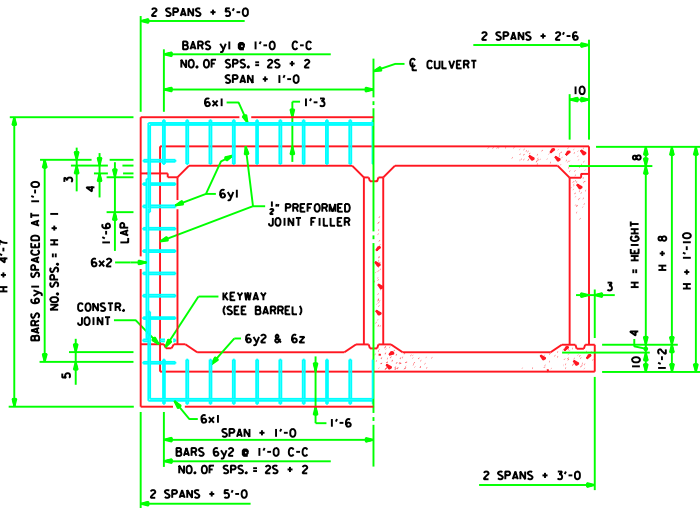 2 SPANS + 5'-0
BARS y1 @ 1'-0 C-C
NO. OF SPS. = 2S + 2
SPAN + 1'-0
℄ CULVERT
2 SPANS + 2'-6
10
6x1
1'-3
3
4
8
6y1
1/2" PREFORMED
JOINT FILLER
1'-6
LAP
BARS 6y1 SPACED AT 1'-0
NO. SPS. = H + 1
H + 4'-7
6x2
H = HEIGHT
H + 8
H + 1'-10
3
CONSTR.
JOINT
KEYWAY
(SEE BARREL)
6y2 & 6z
4
5
10
1'-2
6x1
1'-6
SPAN + 1'-0
BARS 6y2 @ 1'-0 C-C
NO. OF SPS. = 2S + 2
2 SPANS + 3'-0
2 SPANS + 5'-0